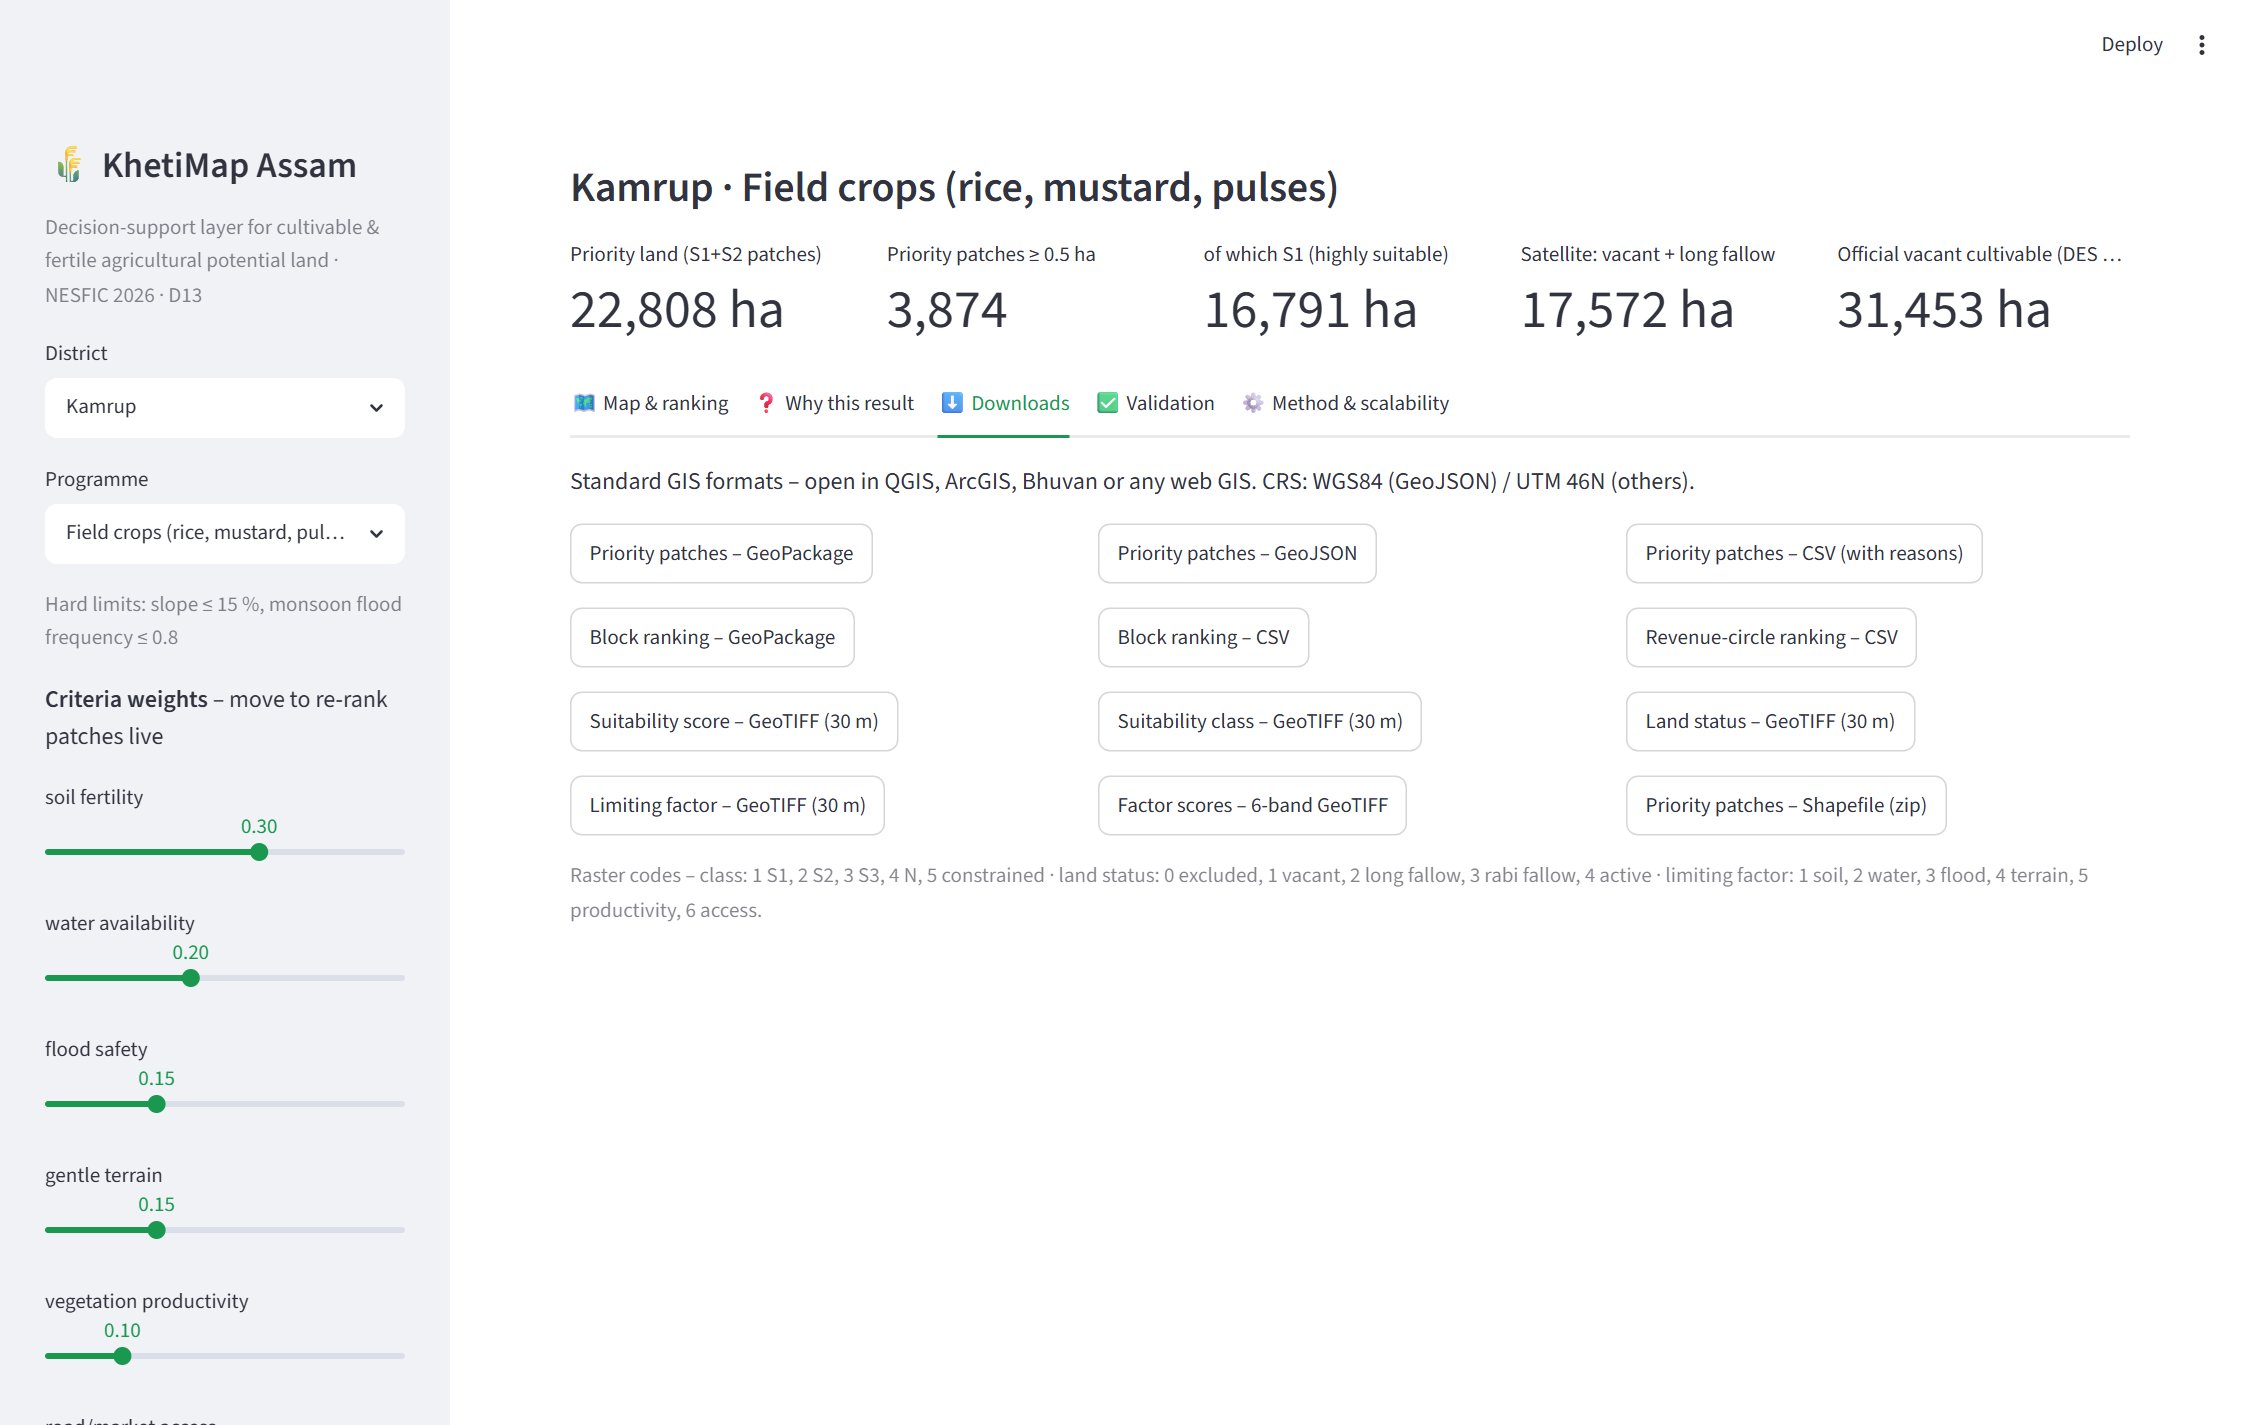 Deploy
KhetiMap Assam
Decision-support layer for cultivable &
fertile agricultural potential land ·
NESFIC 2026 · D13
District
Kamrup
Programme
Field crops (rice, mustard, pul…
Hard limits: slope ≤ 15 %, monsoon flood
frequency ≤ 0.8
Criteria weights – move to re-rank
patches live
soil fertility
0.30
water availability
0.20
flood safety
0.15
gentle terrain
0.15
vegetation productivity
0.10
Kamrup · Field crops (rice, mustard, pulses)
Priority land (S1+S2 patches)
22,808 ha
Priority patches ≥ 0.5 ha
3,874
of which S1 (highly suitable)
16,791 ha
Satellite: vacant + long fallow
17,572 ha
Official vacant cultivable (DES …
31,453 ha
Map & ranking
Why this result
Downloads
Validation
Method & scalability
Standard GIS formats – open in QGIS, ArcGIS, Bhuvan or any web GIS. CRS: WGS84 (GeoJSON) / UTM 46N (others).
Priority patches – GeoPackage
Priority patches – GeoJSON
Priority patches – CSV (with reasons)
Block ranking – GeoPackage
Block ranking – CSV
Revenue-circle ranking – CSV
Suitability score – GeoTIFF (30 m)
Suitability class – GeoTIFF (30 m)
Land status – GeoTIFF (30 m)
Limiting factor – GeoTIFF (30 m)
Factor scores – 6-band GeoTIFF
Priority patches – Shapefile (zip)
Raster codes – class: 1 S1, 2 S2, 3 S3, 4 N, 5 constrained · land status: 0 excluded, 1 vacant, 2 long fallow, 3 rabi fallow, 4 active · limiting factor: 1 soil, 2 water, 3 flood, 4 terrain, 5
productivity, 6 access.